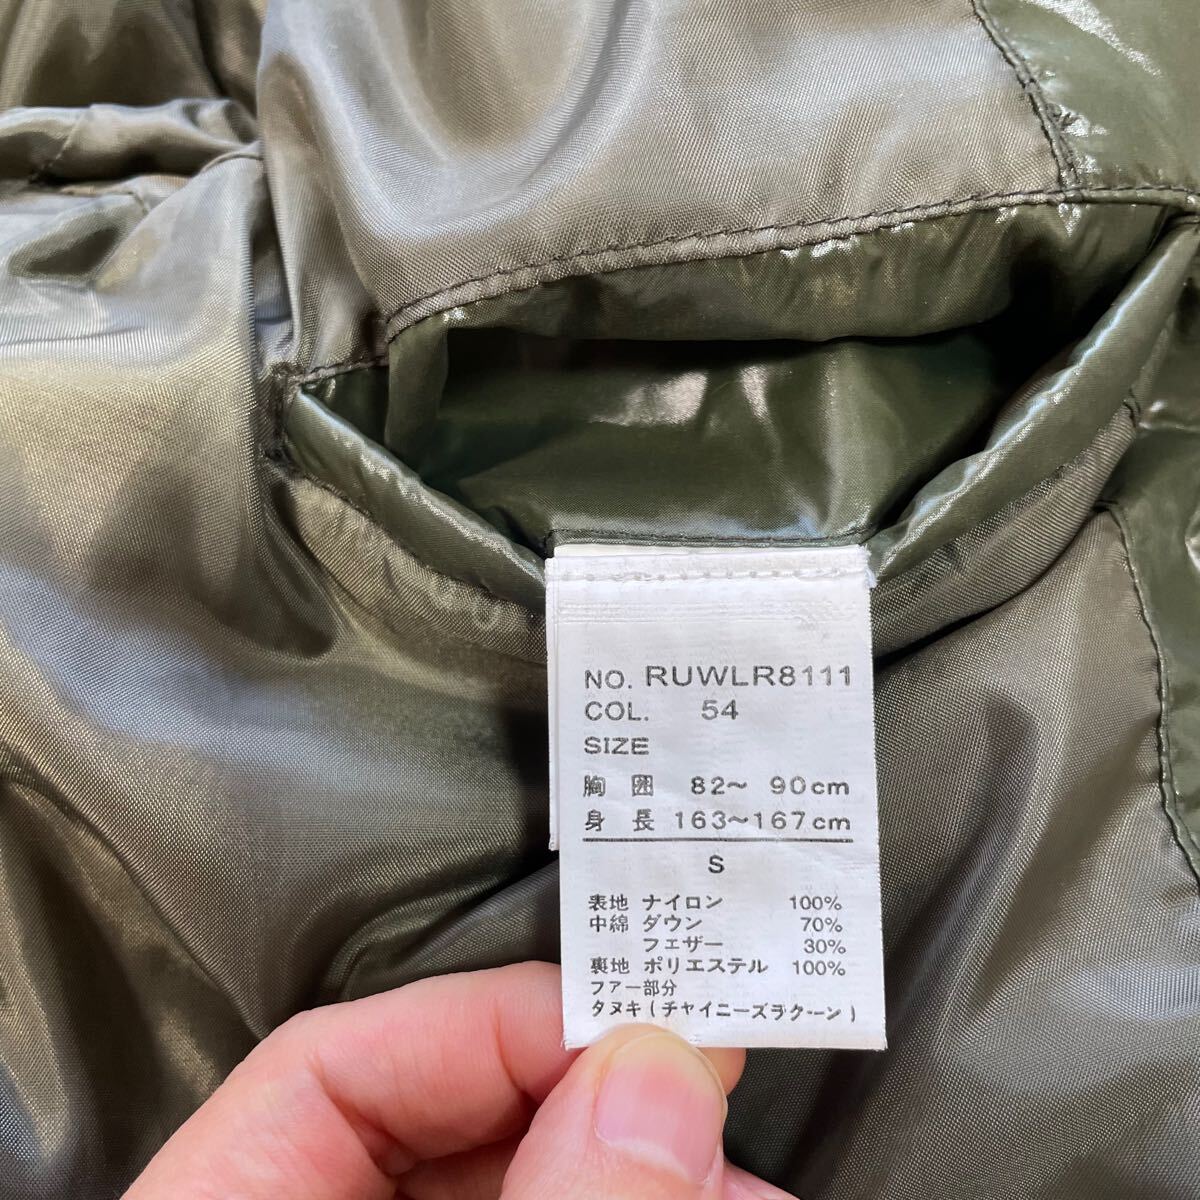 NO. RUWLR8111
COL. 54
SIZE
胸 囲 82〜 90cm
身 長 163〜167cm
S
表地 ナイロン 100%
中綿 ダウン 70%
フェザー 30%
裏地 ポリエステル 100%
ファー部分
タヌキ(チャイニーズラクーン)